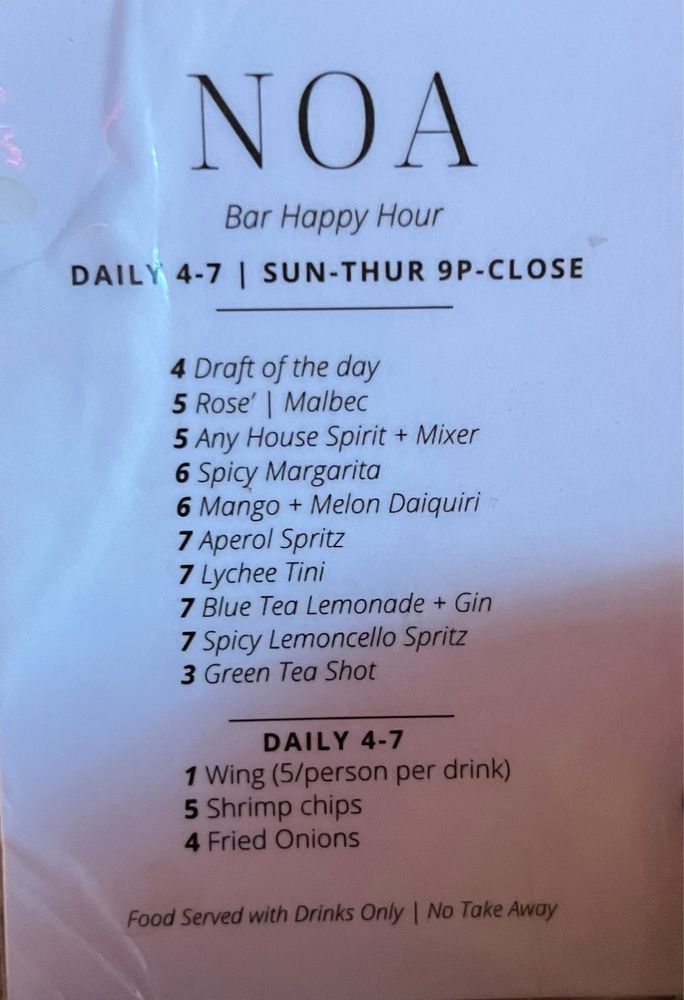 NOA
Bar Happy Hour
DAILY 4-7 | SUN-THUR 9P-CLOSE
4 Draft of the day
5 Rose' | Malbec
5 Any House Spirit + Mixer
6 Spicy Margarita
6 Mango + Melon Daiquiri
7 Aperol Spritz
7 Lychee Tini
7 Blue Tea Lemonade + Gin
7 Spicy Lemoncello Spritz
3 Green Tea Shot
DAILY 4-7
1 Wing (5/person per drink)
5 Shrimp chips
4 Fried Onions
Food Served with Drinks Only | No Take Away